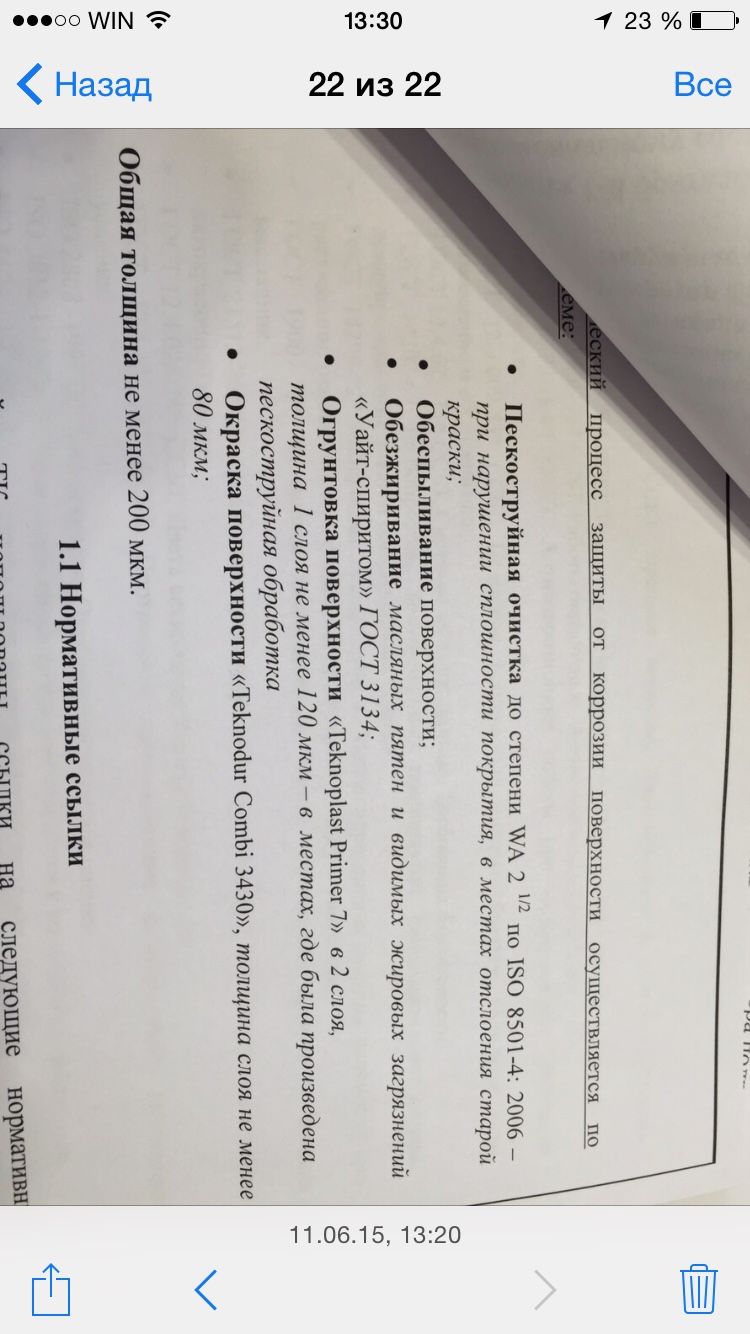 WIN 13:30 23 %
Назад 22 из 22 Все
процесс защиты от коррозии поверхности осуществляется по
• Пескоструйная очистка до степени WA 2 1/2 по ISO 8501-4: 2006 –
при нарушении сплошности покрытия, в местах отслоения старой
краски;
• Обеспыливание поверхности;
• Обезжиривание масляных пятен и видимых жировых загрязнений
«Уайт-спиритом» ГОСТ 3134;
• Огрунтовка поверхности «Teknoplast Primer 7» в 2 слоя,
толщина 1 слоя не менее 120 мкм – в местах, где была произведена
пескоструйная обработка
• Окраска поверхности «Teknodur Combi 3430», толщина слоя не менее
80 мкм;
Общая толщина не менее 200 мкм.
1.1 Нормативные ссылки
ссылки на следующие
11.06.15, 13:20